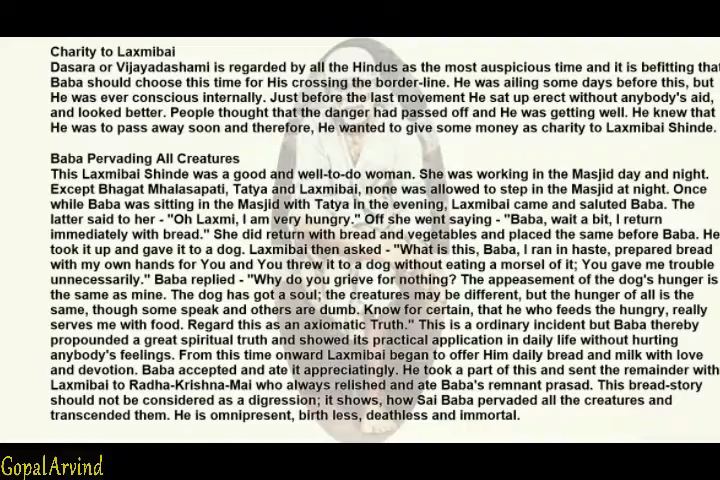 Charity to Laxmibai
Dasara or Vijayadashami is regarded by all the Hindus as the most auspicious time and it is befitting that
Baba should choose this time for His crossing the border-line. He was ailing some days before this, but
He was ever conscious internally. Just before the last movement He sat up erect without anybody's aid,
and looked better. People thought that the danger had passed off and He was getting well. He knew that
He was to pass away soon and therefore, He wanted to give some money as charity to Laxmibai Shinde.
Baba Pervading All Creatures
This Laxmibai Shinde was a good and well-to-do woman. She was working in the Masjid day and night.
Except Bhagat Mhalasapati, Tatya and Laxmibai, none was allowed to step in the Masjid at night. Once
while Baba was sitting in the Masjid with Tatya in the evening, Laxmibai came and saluted Baba. The
latter said to her - "Oh Laxmi, I am very hungry." Off she went saying - "Baba, wait a bit, I return
immediately with bread." She did return with bread and vegetables and placed the same before Baba. He
took it up and gave it to a dog. Laxmibai then asked - "What is this, Baba, I ran in haste, prepared bread
with my own hands for You and You threw it to a dog without eating a morsel of it; You gave me trouble
unnecessarily." Baba replied - "Why do you grieve for nothing? The appeasement of the dog's hunger is
the same as mine. The dog has got a soul; the creatures may be different, but the hunger of all is the
same, though some speak and others are dumb. Know for certain, that he who feeds the hungry, really
serves me with food. Regard this as an axiomatic Truth." This is a ordinary incident but Baba thereby
propounded a great spiritual truth and showed its practical application in daily life without hurting
anybody's feelings. From this time onward Laxmibai began to offer Him daily bread and milk with love
and devotion. Baba accepted and ate it appreciatingly. He took a part of this and sent the remainder with
Laxmibai to Radha-Krishna-Mai who always relished and ate Baba's remnant prasad. This bread-story
should not be considered as a digression; it shows, how Sai Baba pervaded all the creatures and
transcended them. He is omnipresent, birth less, deathless and immortal.
GopalArvind